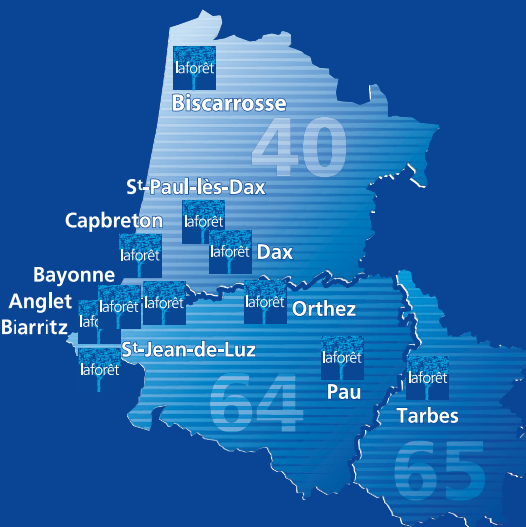 laforêt
Biscarrosse
40
St-Paul-lès-Dax
laforêt
Capbreton
laforêt
laforêt
Dax
Bayonne
Anglet
Biarritz
laf
laforêt
laforêt
laforêt
Orthez
St-Jean-de-Luz
laforêt
laforêt
Pau
64
laforêt
Tarbes
65